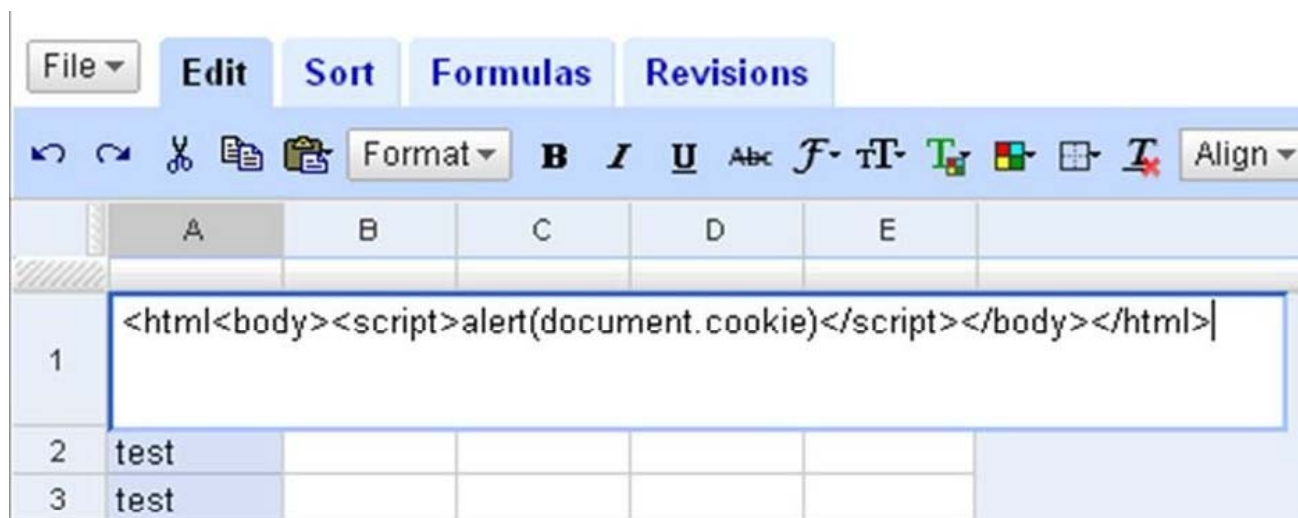 File Edit Sort Formulas Revisions
Format B I U Abc F TT T T Align
A B C D E
1 <html<body><script>alert(document.cookie)</script></body></html>
2 test
3 test